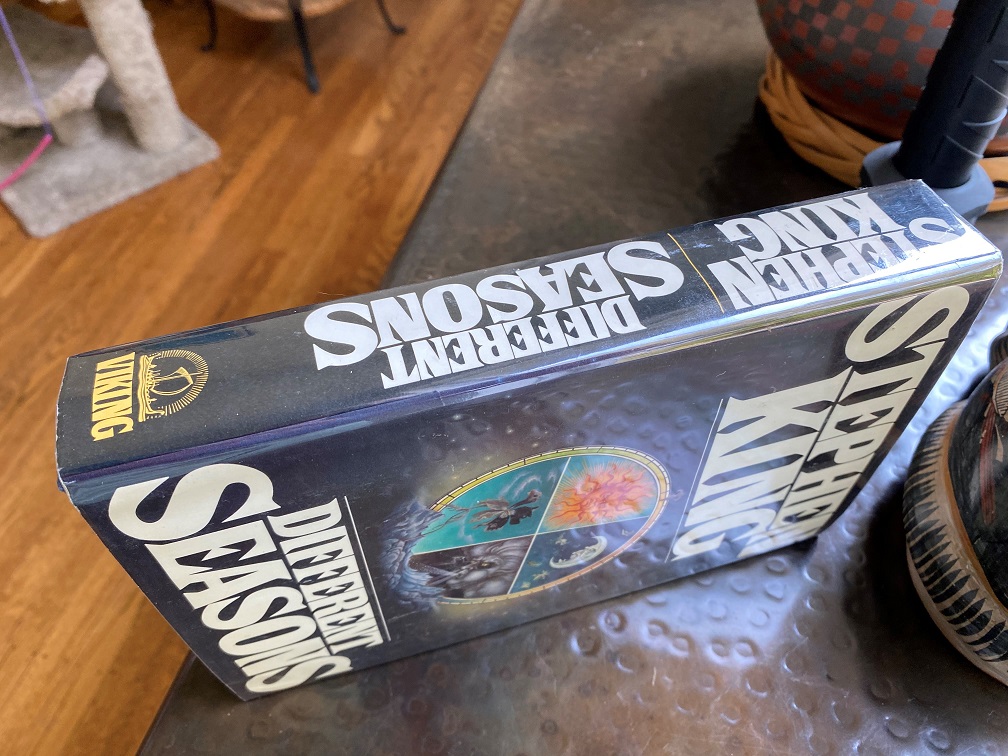 STEPHEN
KING
DIFFERENT
SEASONS
VIKING
STEPHEN
KING
DIFFERENT
SEASONS